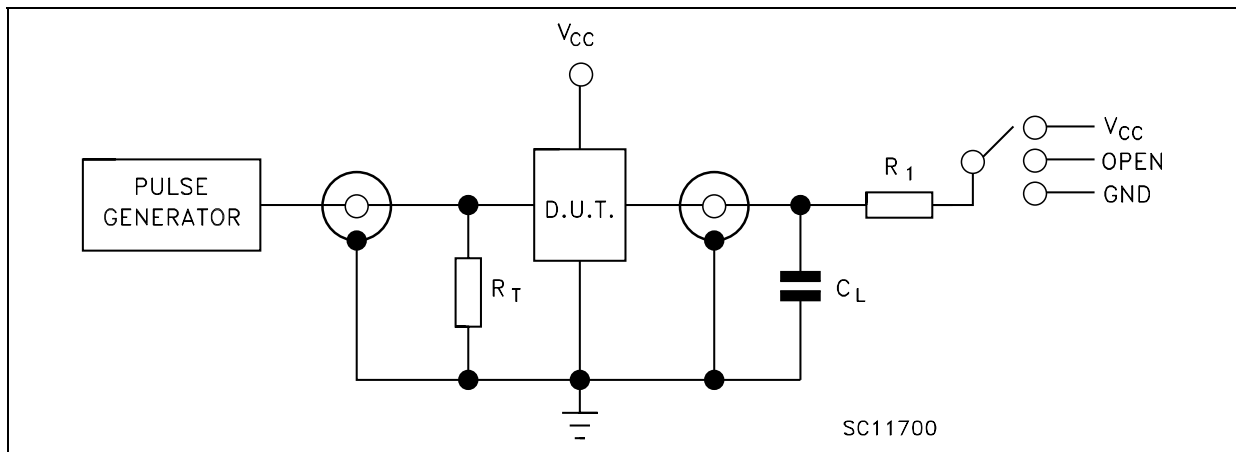 VCC
PULSE
GENERATOR
D.U.T.
RT
CL
R1
VCC
OPEN
GND
SC11700